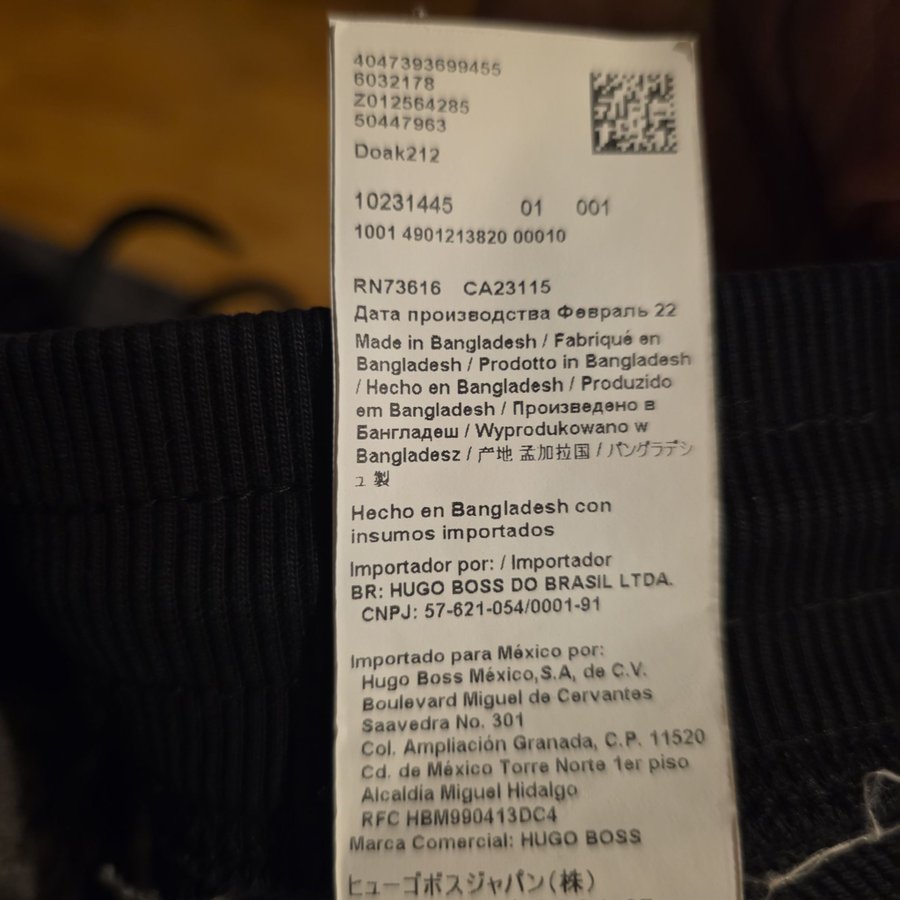 4047393699455
6032178
Z012564285
50447963
Doak212
10231445 01 001
1001 4901213820 00010
RN73616 CA23115
Дата производства Февраль 22
Made in Bangladesh / Fabriqué en
Bangladesh / Prodotto in Bangladesh
/ Hecho en Bangladesh / Produzido
em Bangladesh / Произведено в
Бангладеш / Wyprodukowano w
Bangladesz / 产地 孟加拉国 / バングラデシ
ュ 製
Hecho en Bangladesh con
insumos importados
Importador por: / Importador
BR: HUGO BOSS DO BRASIL LTDA.
CNPJ: 57-621-054/0001-91
Importado para México por:
Hugo Boss México,S.A, de C.V.
Boulevard Miguel de Cervantes
Saavedra No. 301
Col. Ampliación Granada, C.P. 11520
Cd. de México Torre Norte 1er piso
Alcaldía Miguel Hidalgo
RFC HBM990413DC4
Marca Comercial: HUGO BOSS
ヒューゴボスジャパン(株)